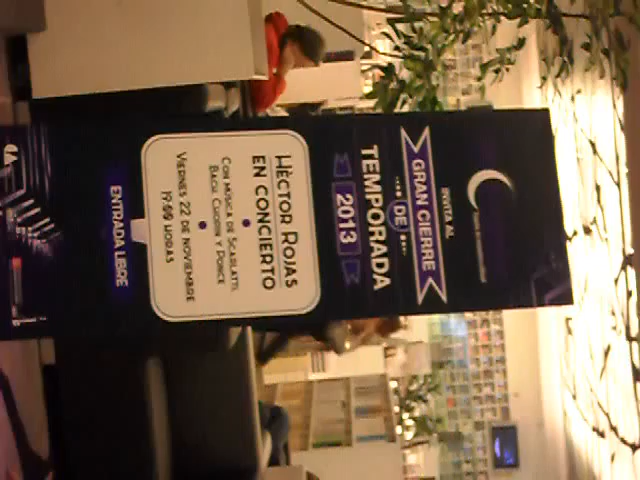 INVITA AL
GRAN CIERRE
DE
TEMPORADA
2013
HÉCTOR ROJAS
EN CONCIERTO
CON MÚSICA DE SCARLATTI,
BACH, CHOPIN Y PONCE
VIERNES 22 DE NOVIEMBRE
19:00 HORAS
ENTRADA LIBRE